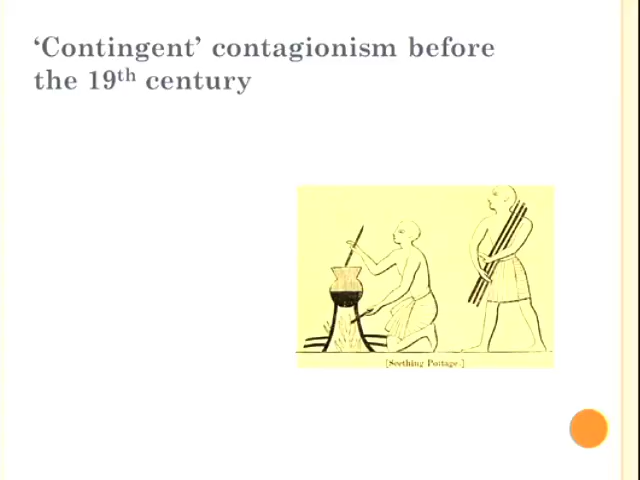 ‘Contingent’ contagionism before
the 19th century
[Seething Pottage.]